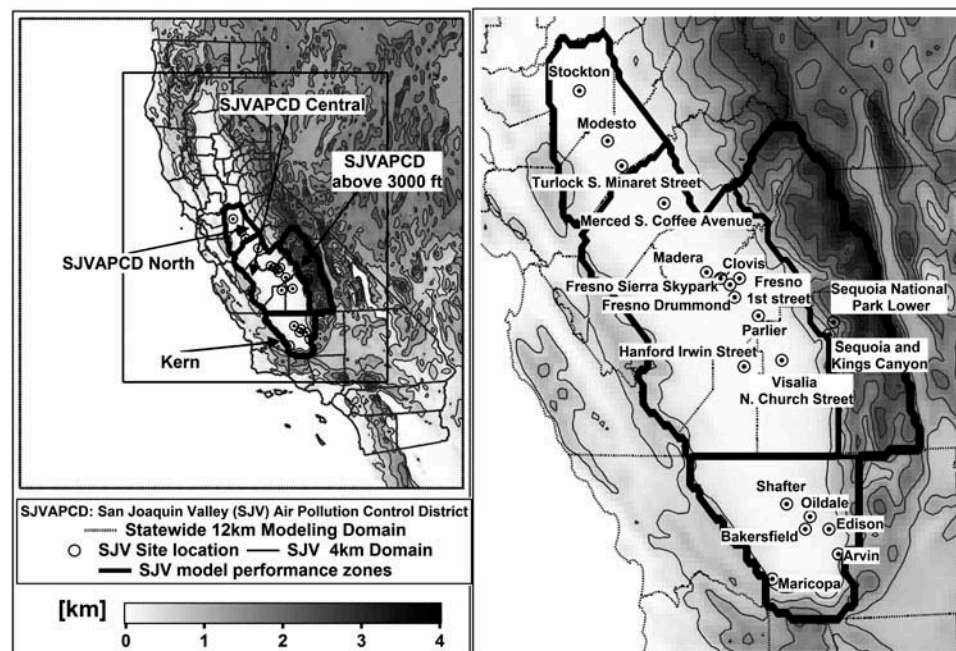 SJVAPCD Central
SJVAPCD
above 3000 ft
SJVAPCD North
Kern
SJVAPCD: San Joaquin Valley (SJV) Air Pollution Control District
Statewide 12km Modeling Domain
SJV Site location
SJV 4km Domain
SJV model performance zones
[km]
0 1 2 3 4
Stockton
Modesto
Turlock S. Minaret Street
Merced S. Coffee Avenue
Madera
Clovis
Fresno Sierra Skypark
Fresno
1st street
Fresno Drummond
Sequoia National
Park Lower
Parlier
Hanford Irwin Street
Sequoia and
Kings Canyon
Visalia
N. Church Street
Shafter
Oildale
Bakersfield
Edison
Arvin
Maricopa